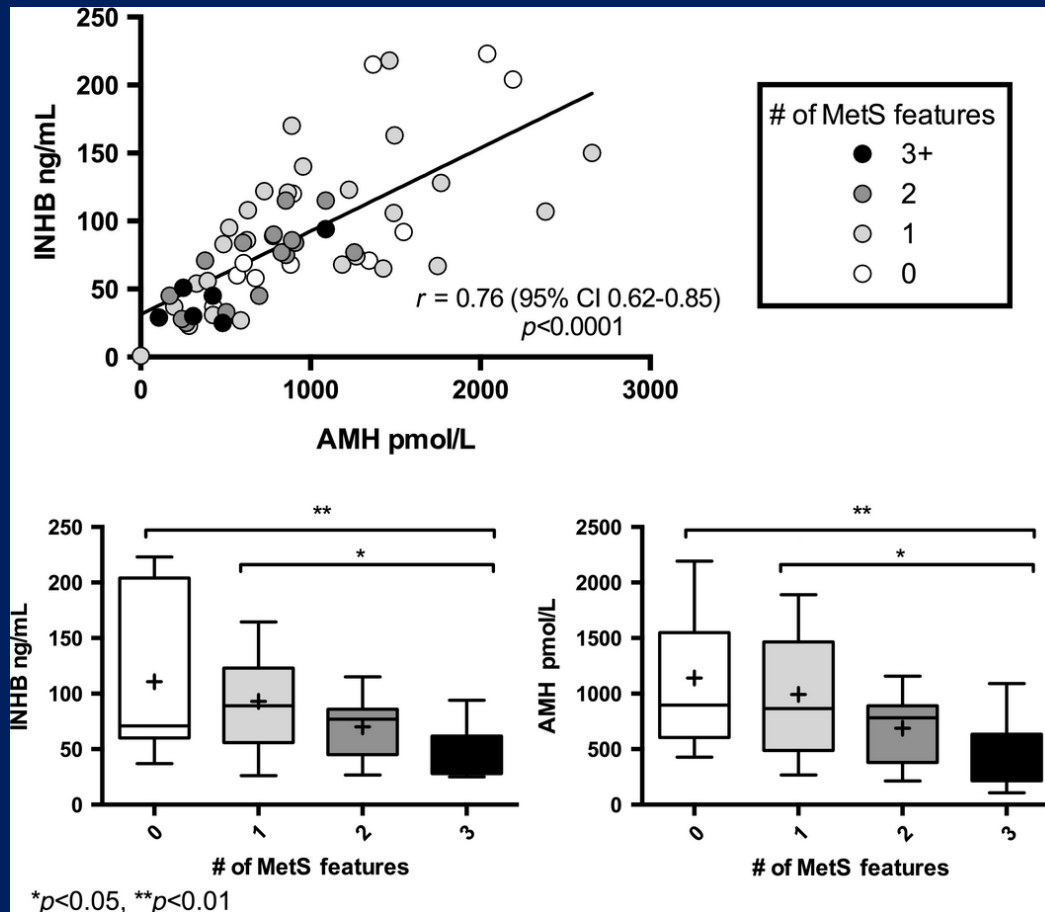 250
200
150
100
50
0
INHB ng/mL
0 1000 2000 3000
AMH pmol/L
r = 0.76 (95% CI 0.62-0.85)
p<0.0001
# of MetS features
3+
2
1
0
250
200
150
100
50
0
INHB ng/mL
**
*
0 1 2 3
# of MetS features
2500
2000
1500
1000
500
0
AMH pmol/L
**
*
0 1 2 3
# of MetS features
*p<0.05, **p<0.01